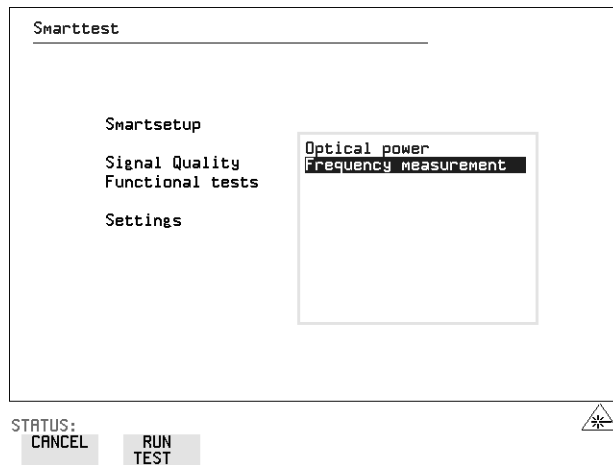 Smarttest
Smartsetup
Signal Quality
Functional tests
Settings
Optical power
Frequency measurement
STATUS:
CANCEL
RUN
TEST